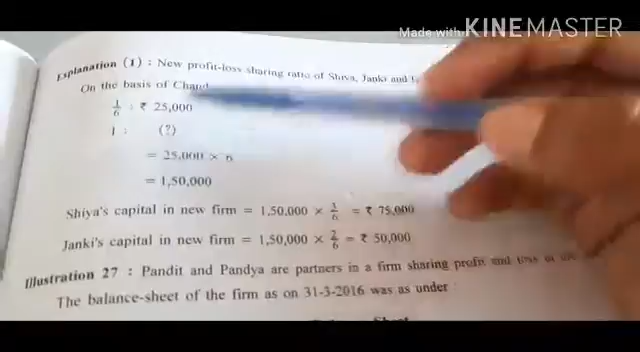 Made with KINEMASTER
Explanation (1) : New profit-loss sharing ratio of Shiva, Janki and
On the basis of Chand
1/6 : ₹ 25,000
1 : (?)
= 25,000 × 6
= 1,50,000
Shiya's capital in new firm = 1,50,000 × 3/6 = ₹ 75,000
Janki's capital in new firm = 1,50,000 × 2/6 = ₹ 50,000
Illustration 27 : Pandit and Pandya are partners in a firm sharing profit and loss
The balance-sheet of the firm as on 31-3-2016 was as under